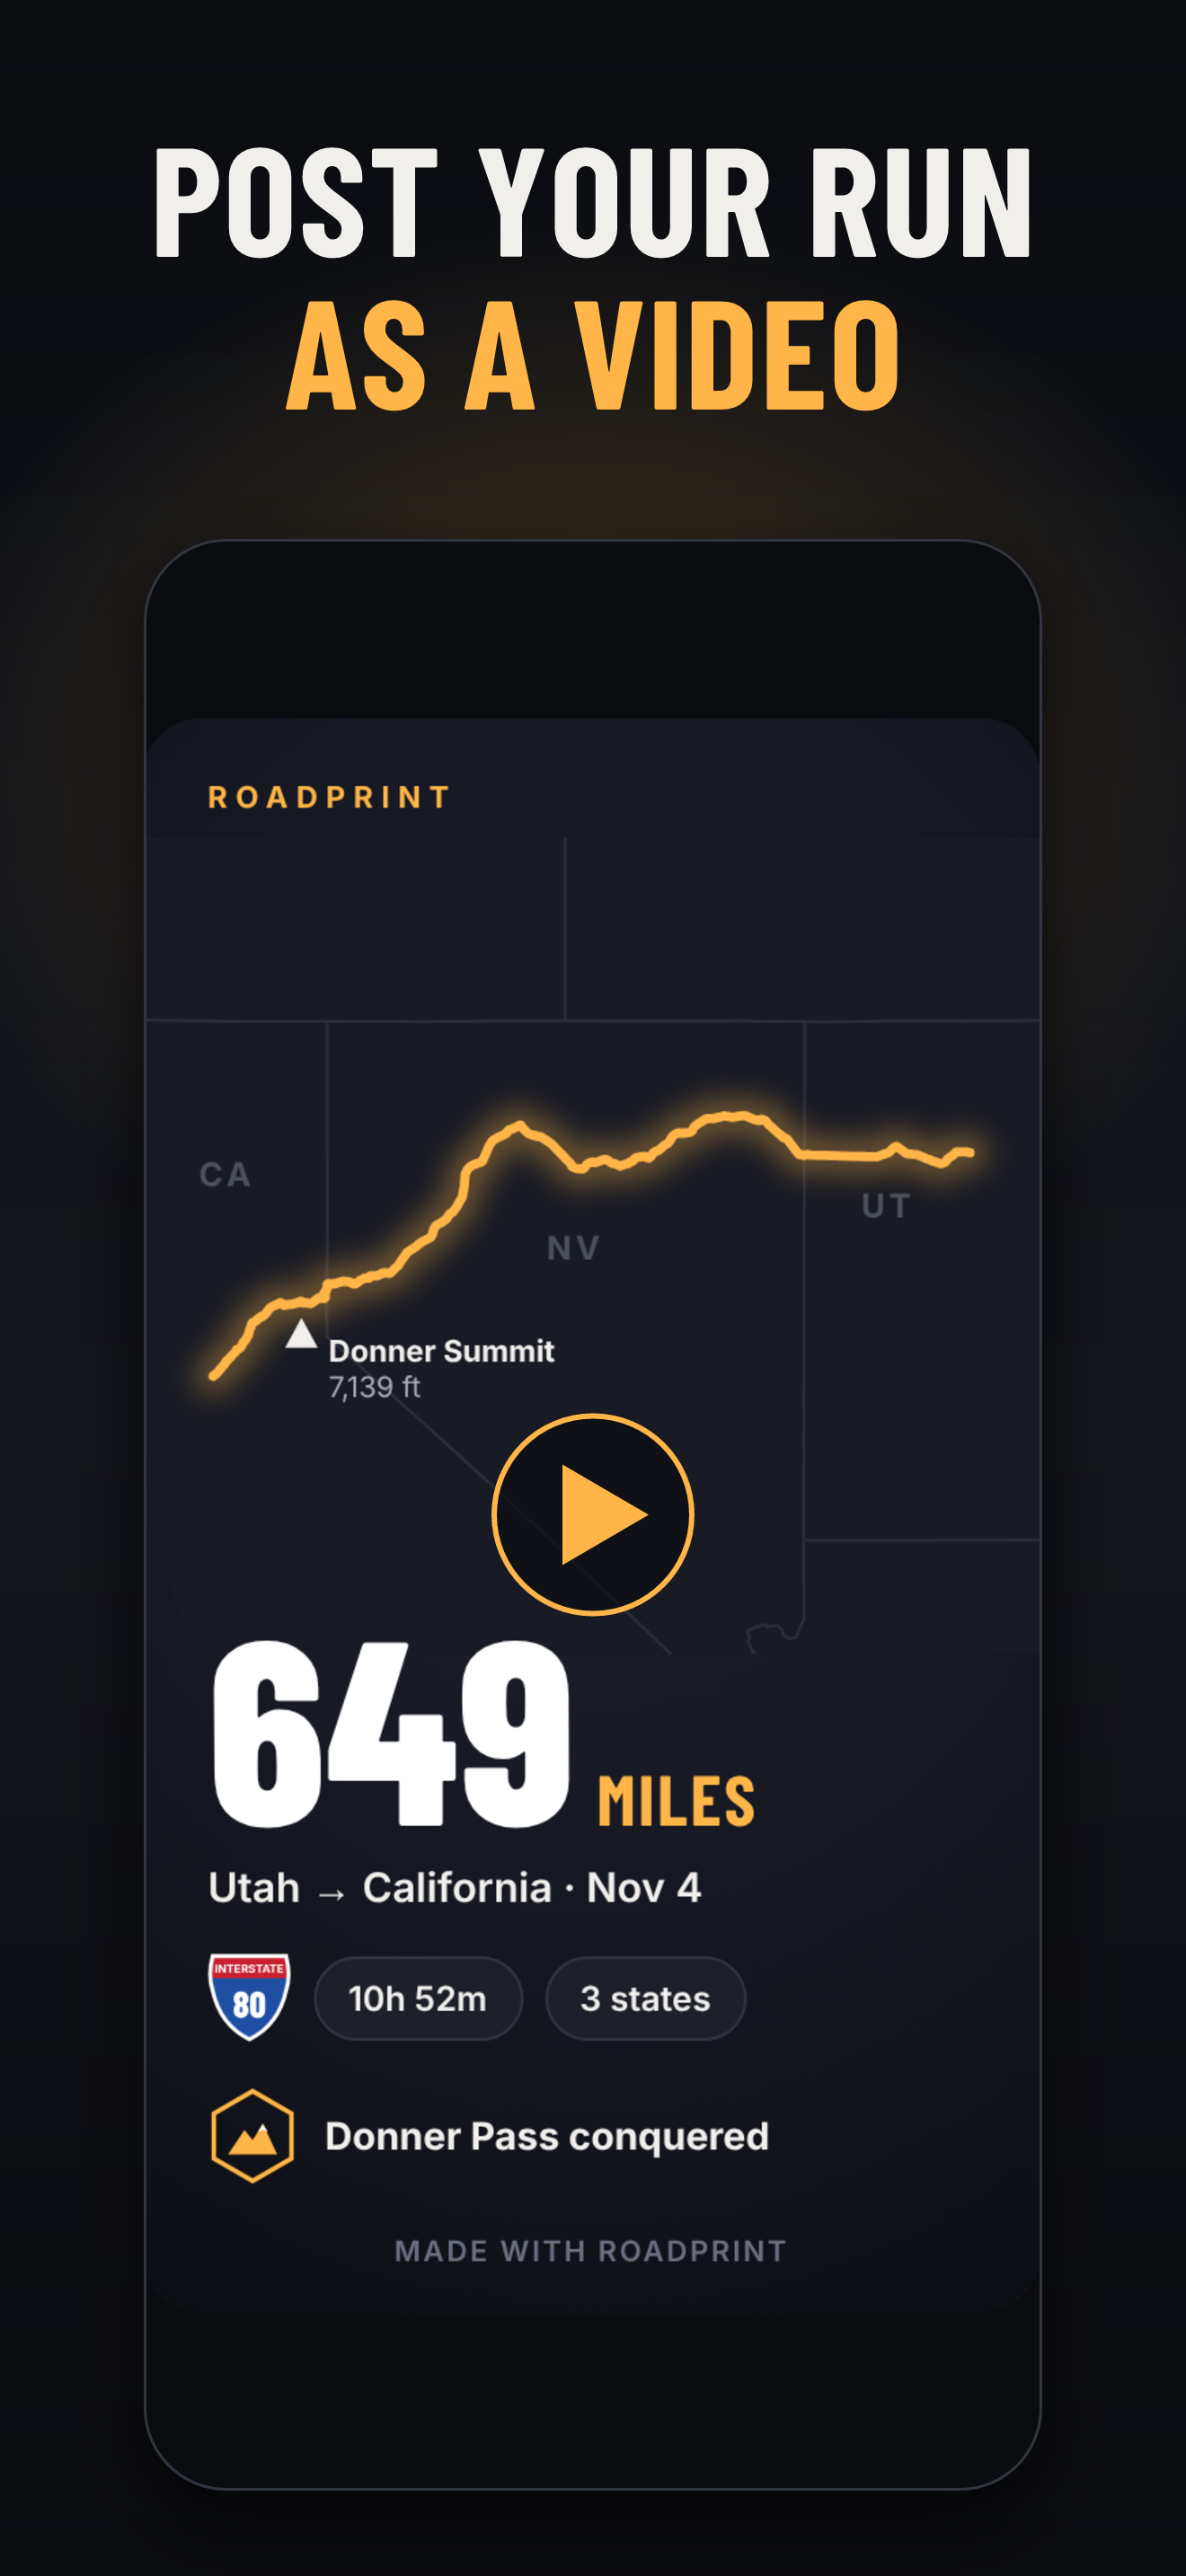 POST YOUR RUN
AS A VIDEO
ROADPRINT
CA
UT
NV
Donner Summit
7,139 ft
649 MILES
Utah → California · Nov 4
INTERSTATE
80
10h 52m
3 states
Donner Pass conquered
MADE WITH ROADPRINT